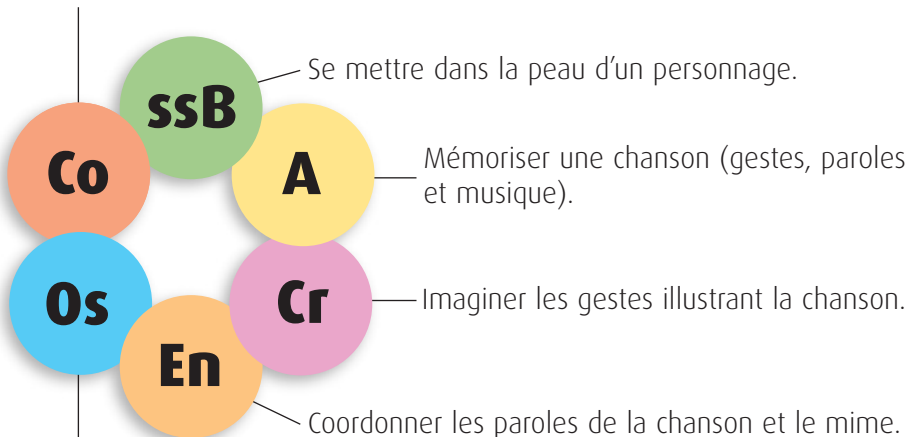 ssB
Se mettre dans la peau d'un personnage.
Co
A
Mémoriser une chanson (gestes, paroles
et musique).
Os
Cr
Imaginer les gestes illustrant la chanson.
En
Coordonner les paroles de la chanson et le mime.